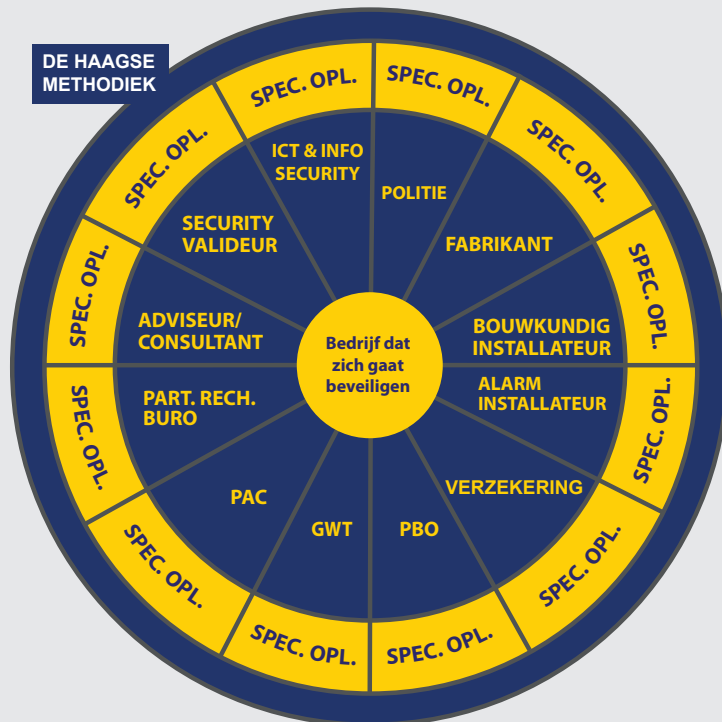 DE HAAGSE
METHODIEK
SPEC. OPL.
SPEC. OPL.
SPEC. OPL.
SPEC. OPL.
SPEC. OPL.
SPEC. OPL.
SPEC. OPL.
SPEC. OPL.
SPEC. OPL.
SPEC. OPL.
SPEC. OPL.
SPEC. OPL.
ICT & INFO
SECURITY
POLITIE
SECURITY
VALIDEUR
FABRIKANT
ADVISEUR/
CONSULTANT
Bedrijf dat
zich gaat
beveiligen
BOUWKUNDIG
INSTALLATEUR
PART. RECH.
BURO
ALARM
INSTALLATEUR
PAC
VERZEKERING
GWT
PBO